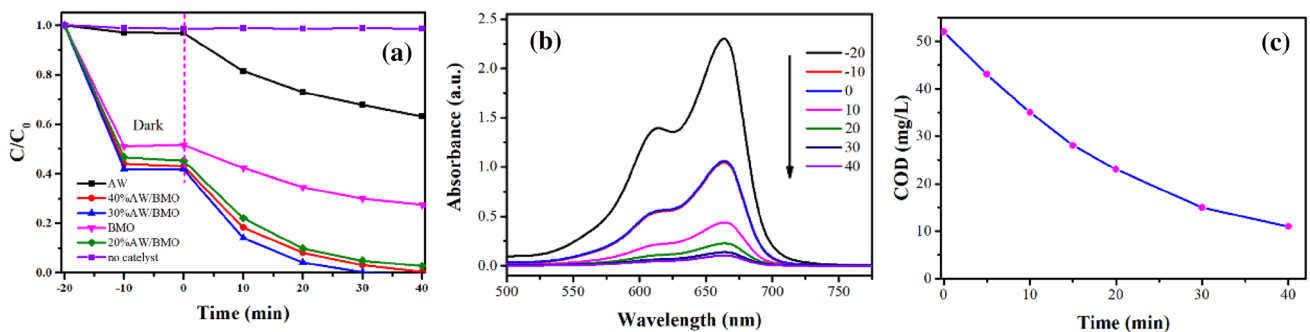 (a)
C/C0
1.0
0.8
0.6
0.4
0.2
0.0
Dark
AW
40%AW/BMO
30%AW/BMO
BMO
20%AW/BMO
no catelyst
-20 -10 0 10 20 30 40
Time (min)
(b)
Absorbance (a.u.)
2.5
2.0
1.5
1.0
0.5
0.0
-20
-10
0
10
20
30
40
500 550 600 650 700 750
Wavelength (nm)
(c)
COD (mg/L)
50
40
30
20
10
0
0 10 20 30 40
Time (min)